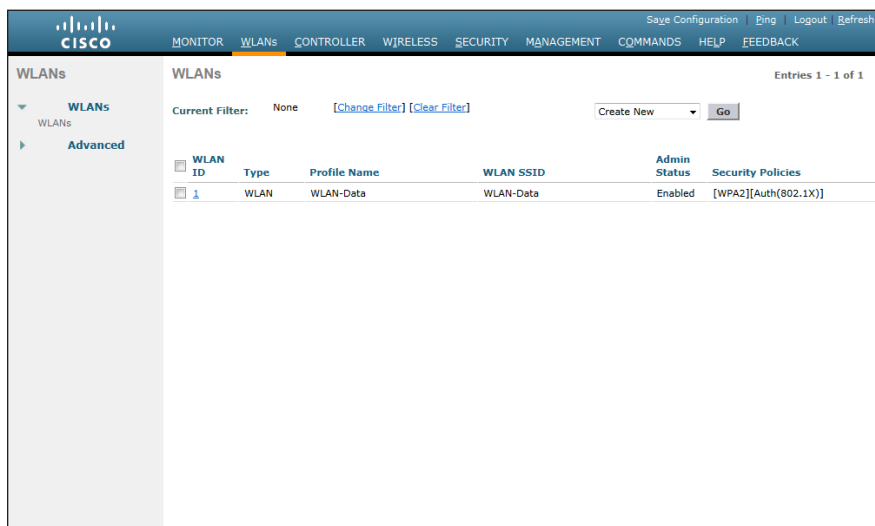 Save Configuration | Ping | Logout | Refresh
CISCO
MONITOR WLANs CONTROLLER WIRELESS SECURITY MANAGEMENT COMMANDS HELP FEEDBACK
WLANs
WLANs
WLANs
Advanced
WLANs
Entries 1 - 1 of 1
Current Filter: None [Change Filter] [Clear Filter]
Create New Go
WLAN ID Type Profile Name WLAN SSID Admin Status Security Policies
1 WLAN WLAN-Data WLAN-Data Enabled [WPA2][Auth(802.1X)]